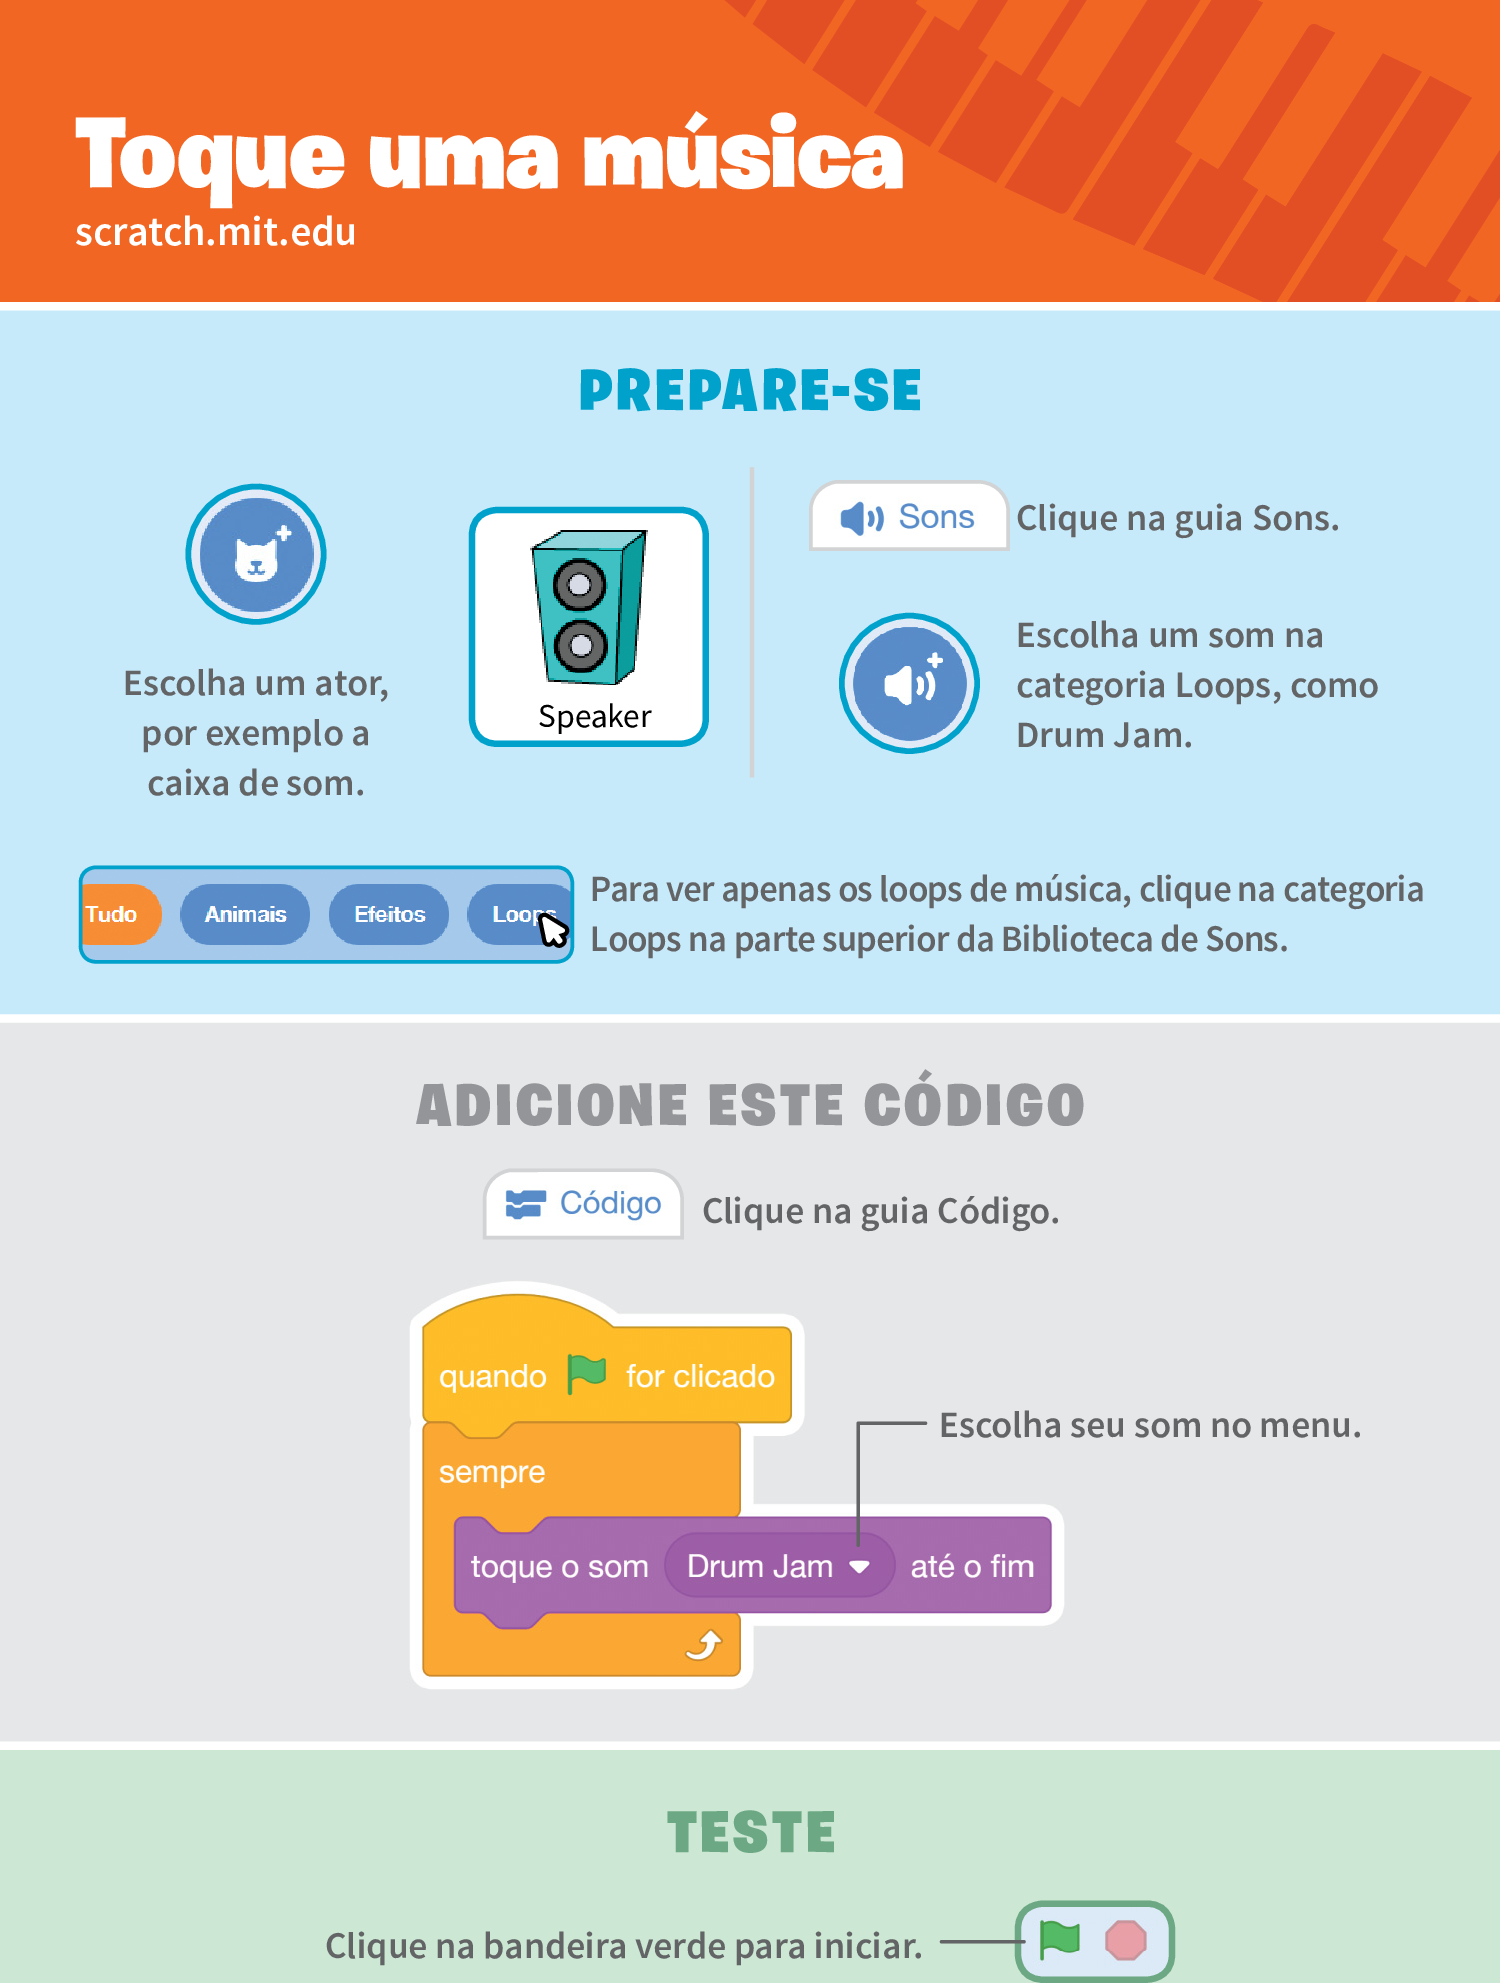 Toque uma música
scratch.mit.edu
PREPARE-SE
Escolha um ator,
por exemplo a
caixa de som.
Speaker
Sons
Clique na guia Sons.
Escolha um som na
categoria Loops, como
Drum Jam.
Tudo
Animais
Efeitos
Loops
Para ver apenas os loops de música, clique na categoria
Loops na parte superior da Biblioteca de Sons.
ADICIONE ESTE CÓDIGO
Código
Clique na guia Código.
quando for clicado
Escolha seu som no menu.
sempre
toque o som Drum Jam até o fim
TESTE
Clique na bandeira verde para iniciar.